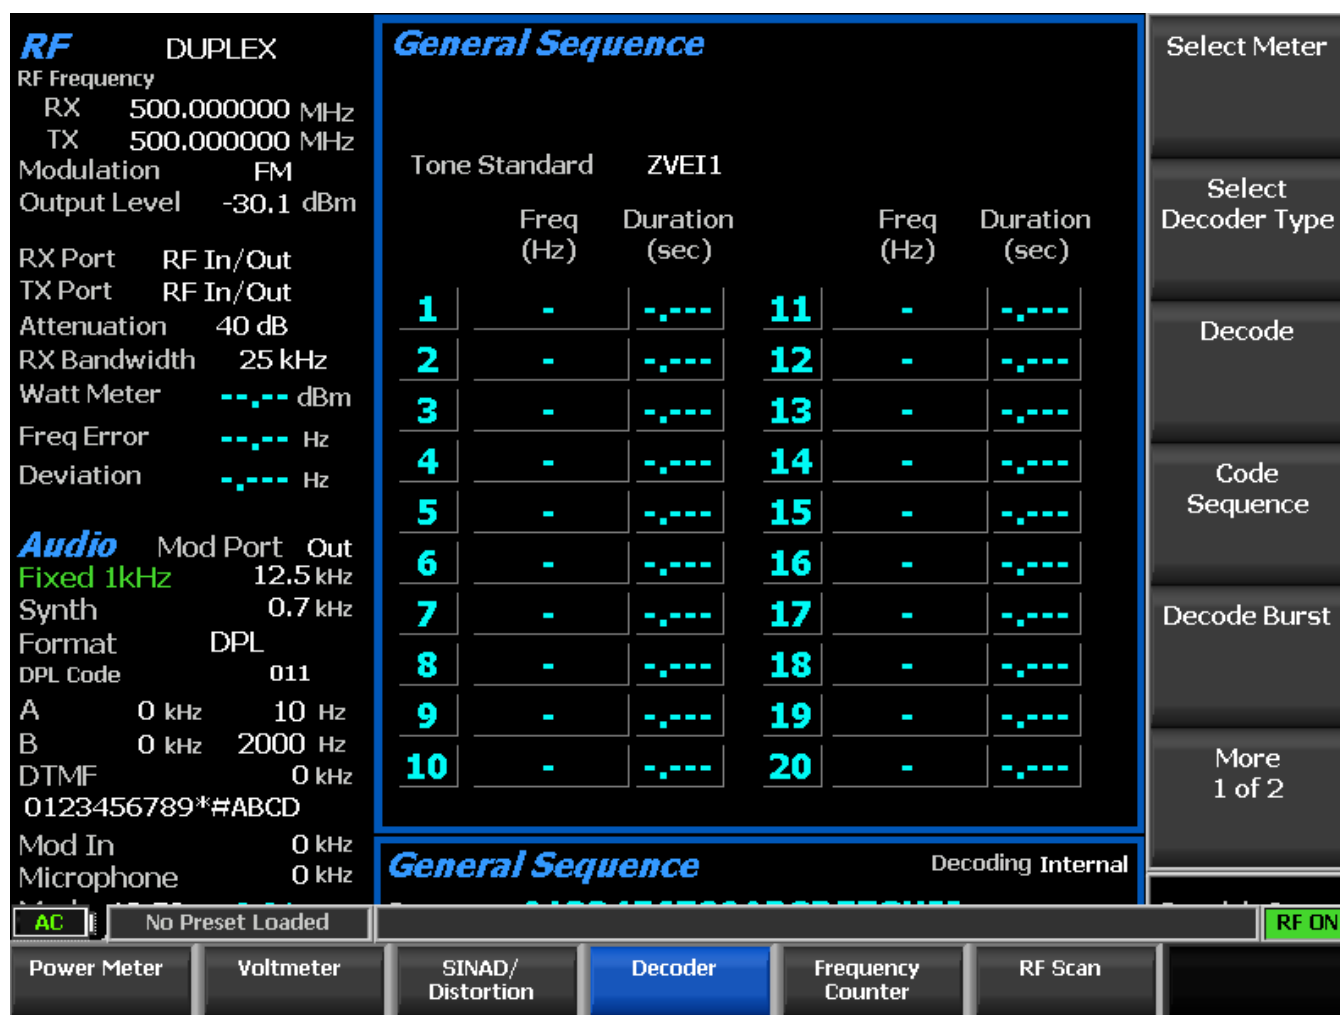 RF DUPLEX
RF Frequency
RX 500.000000 MHz
TX 500.000000 MHz
Modulation FM
Output Level -30.1 dBm
RX Port RF In/Out
TX Port RF In/Out
Attenuation 40 dB
RX Bandwidth 25 kHz
Watt Meter --.-- dBm
Freq Error --.-- Hz
Deviation -.--- Hz
Audio Mod Port Out
Fixed 1kHz 12.5 kHz
Synth 0.7 kHz
Format DPL
DPL Code 011
A 0 kHz 10 Hz
B 0 kHz 2000 Hz
DTMF 0 kHz
0123456789*#ABCD
Mod In 0 kHz
Microphone 0 kHz
General Sequence
Tone Standard ZVEI1
Freq Duration Freq Duration
(Hz) (sec) (Hz) (sec)
1 - -.--- 11 - -.---
2 - -.--- 12 - -.---
3 - -.--- 13 - -.---
4 - -.--- 14 - -.---
5 - -.--- 15 - -.---
6 - -.--- 16 - -.---
7 - -.--- 17 - -.---
8 - -.--- 18 - -.---
9 - -.--- 19 - -.---
10 - -.--- 20 - -.---
General Sequence Decoding Internal
Select Meter
Select
Decoder Type
Decode
Code
Sequence
Decode Burst
More
1 of 2
AC No Preset Loaded RF ON
Power Meter
Voltmeter
SINAD/
Distortion
Decoder
Frequency
Counter
RF Scan